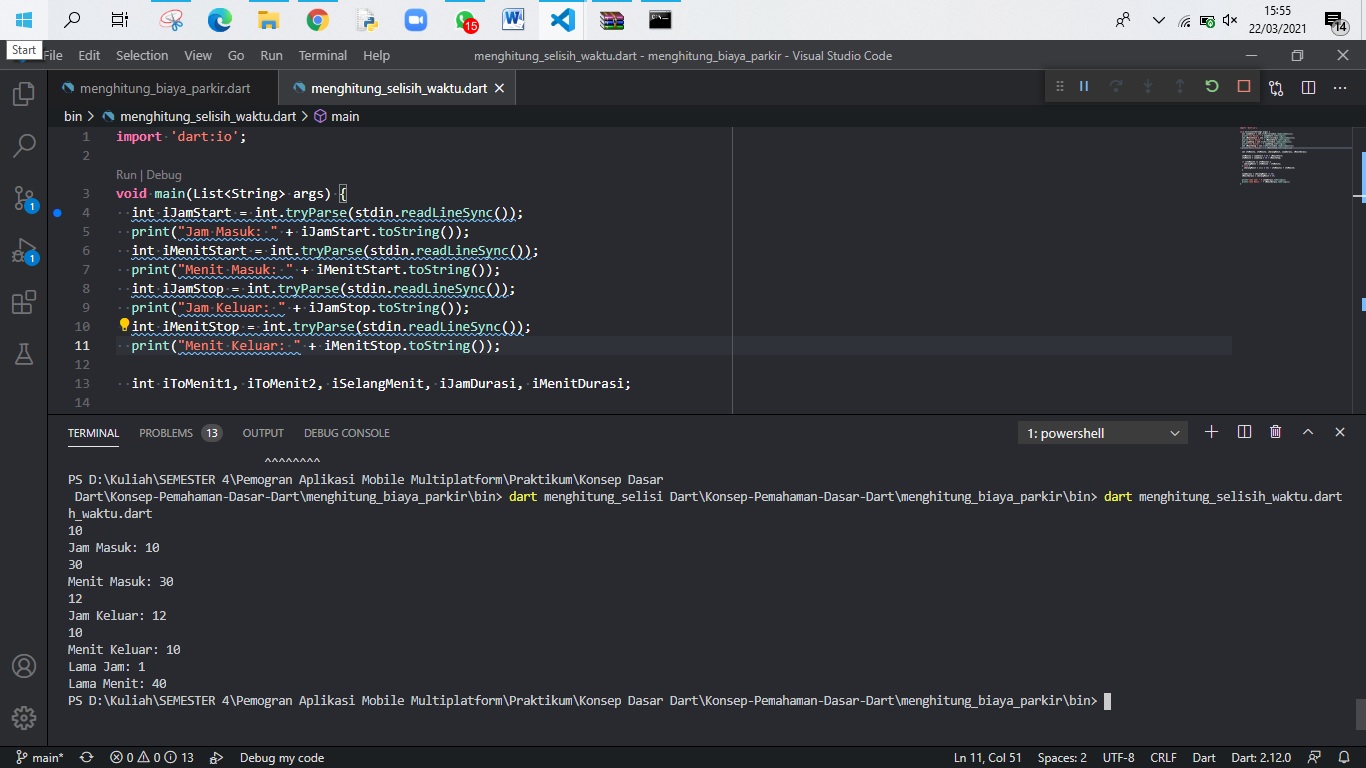 15
15:55
22/03/2021
14
Start
File Edit Selection View Go Run Terminal Help
menghitung_selisih_waktu.dart - menghitung_biaya_parkir - Visual Studio Code
menghitung_biaya_parkir.dart
menghitung_selisih_waktu.dart
bin > menghitung_selisih_waktu.dart > main
1 import 'dart:io';
2
Run | Debug
3 void main(List<String> args) {
4 int iJamStart = int.tryParse(stdin.readLineSync());
5 print("Jam Masuk: " + iJamStart.toString());
6 int iMenitStart = int.tryParse(stdin.readLineSync());
7 print("Menit Masuk: " + iMenitStart.toString());
8 int iJamStop = int.tryParse(stdin.readLineSync());
9 print("Jam Keluar: " + iJamStop.toString());
10 int iMenitStop = int.tryParse(stdin.readLineSync());
11 print("Menit Keluar: " + iMenitStop.toString());
12
13 int iToMenit1, iToMenit2, iSelangMenit, iJamDurasi, iMenitDurasi;
14
1
1
TERMINAL PROBLEMS 13 OUTPUT DEBUG CONSOLE
1: powershell
^^^^^^^^
PS D:\Kuliah\SEMESTER 4\Pemogran Aplikasi Mobile Multiplatform\Praktikum\Konsep Dasar
Dart\Konsep-Pemahaman-Dasar-Dart\menghitung_biaya_parkir\bin> dart menghitung_selisi Dart\Konsep-Pemahaman-Dasar-Dart\menghitung_biaya_parkir\bin> dart menghitung_selisih_waktu.dart
h_waktu.dart
10
Jam Masuk: 10
30
Menit Masuk: 30
12
Jam Keluar: 12
10
Menit Keluar: 10
Lama Jam: 1
Lama Menit: 40
PS D:\Kuliah\SEMESTER 4\Pemogran Aplikasi Mobile Multiplatform\Praktikum\Konsep Dasar Dart\Konsep-Pemahaman-Dasar-Dart\menghitung_biaya_parkir\bin>
main* 0 0 13 Debug my code
Ln 11, Col 51 Spaces: 2 UTF-8 CRLF Dart Dart: 2.12.0